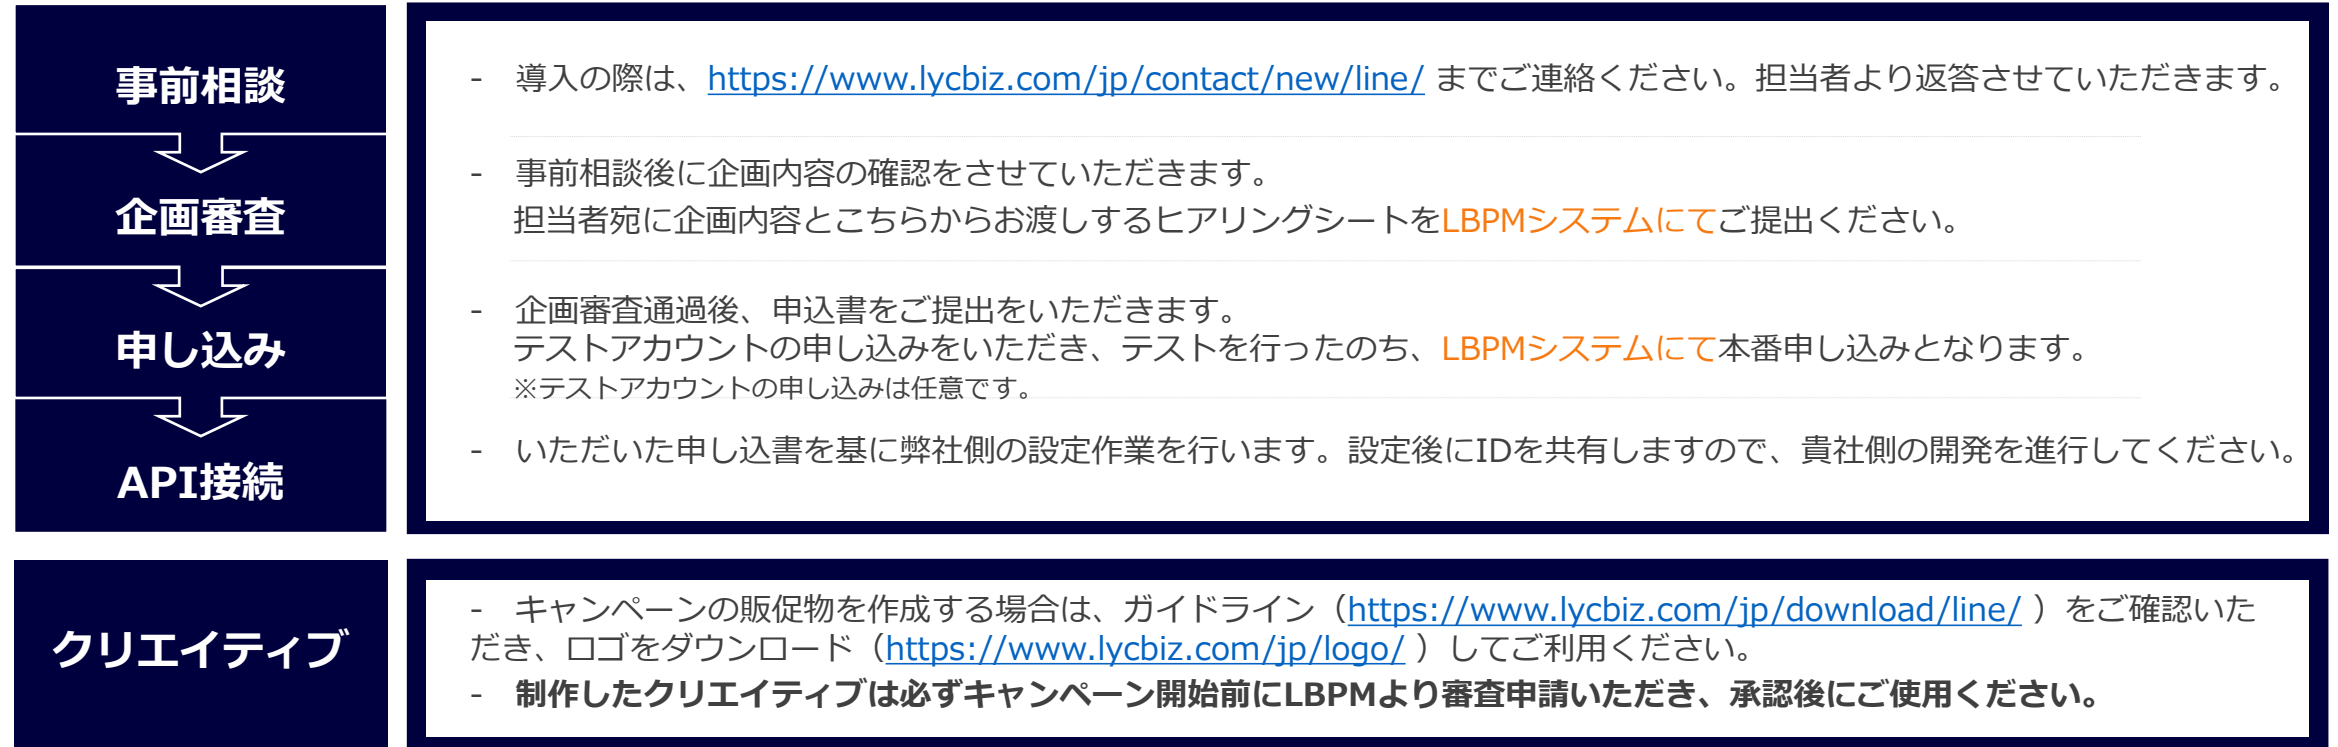 事前相談
- 導入の際は、https://www.lycbiz.com/jp/contact/new/line/ までご連絡ください。担当者より返答させていただきます。
企画審査
- 事前相談後に企画内容の確認をさせていただきます。
担当者宛に企画内容とこちらからお渡しするヒアリングシートをLBPMシステムにてご提出ください。
申し込み
- 企画審査通過後、申込書をご提出をいただきます。
テストアカウントの申し込みをいただき、テストを行ったのち、LBPMシステムにて本番申し込みとなります。
※テストアカウントの申し込みは任意です。
API接続
- いただいた申し込書を基に弊社側の設定作業を行います。設定後にIDを共有しますので、貴社側の開発を進行してください。
クリエイティブ
- キャンペーンの販促物を作成する場合は、ガイドライン（https://www.lycbiz.com/jp/download/line/ ）をご確認いた
だき、ロゴをダウンロード（https://www.lycbiz.com/jp/logo/ ）してご利用ください。
- 制作したクリエイティブは必ずキャンペーン開始前にLBPMより審査申請いただき、承認後にご使用ください。